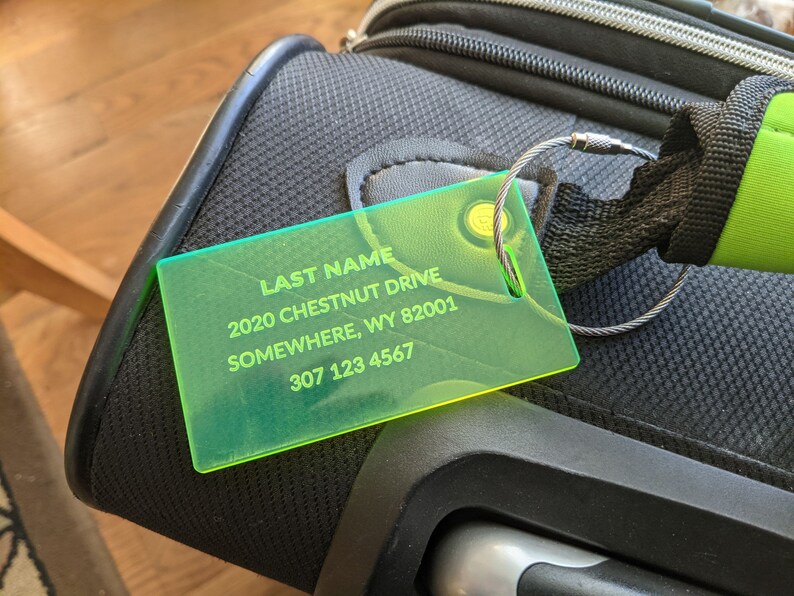 LAST NAME
2020 CHESTNUT DRIVE
SOMEWHERE, WY 82001
307 123 4567